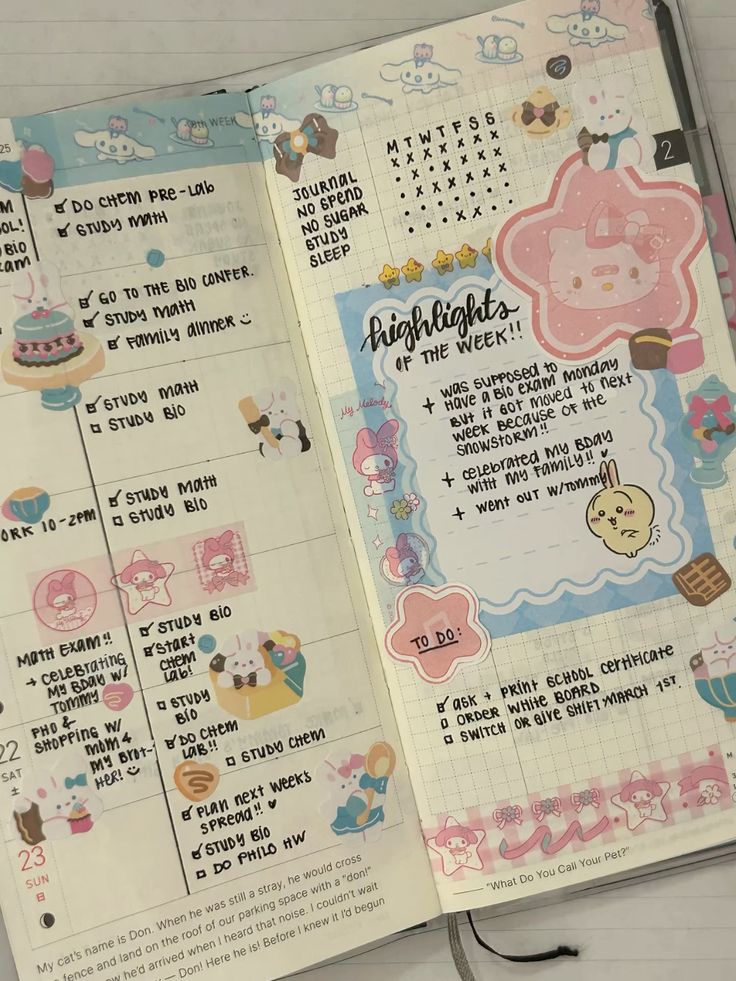 25
8th WEEK
☑ DO CHEM PRE-LAB
☑ STUDY MATH
BIO
☑ GO TO THE BIO CONFER.
☑ STUDY MATH
☑ FAMILY DINNER
☑ STUDY MATH
☐ STUDY BIO
☑ STUDY MATH
☐ STUDY BIO
10-2PM
MATH EXAM!!
+ CELEBRATING
MY BDAY W/
TOMMY
☑ STUDY BIO
☑ START
CHEM
LAB!
PHO &
SHOPPING W/
MOM &
MY BROT-
HER!
☐ STUDY
BIO
☑ DO CHEM
LAB!!
☐ STUDY CHEM
22
SAT
土
☑ PLAN NEXT WEEK'S
SPREAD!! ♥
☑ STUDY BIO
☐ DO PHILO HW
23
SUN
日
My cat's name is Don. When he was still a stray, he would cross
fence and land on the roof of our parking space with a "don!"
he'd arrived when I heard that noise. I couldn't wait
— Don! Here he is! Before I knew it I'd begun
M T W T F S S
JOURNAL
NO SPEND
NO SUGAR
STUDY
SLEEP
2
highlights
OF THE WEEK!!
+ WAS SUPPOSED TO
HAVE A BIO EXAM MONDAY
BUT IT GOT MOVED TO NEXT
WEEK BECAUSE OF THE
SNOWSTORM!!
+ CELEBRATED MY BDAY
WITH MY FAMILY!! ♥
+ WENT OUT W/TOMMY
My Melody
TO DO:
☑ ASK + PRINT SCHOOL CERTIFICATE
☐ ORDER WHITE BOARD
☐ SWITCH OR GIVE SHIFT MARCH 1ST.
— "What Do You Call Your Pet?"
M